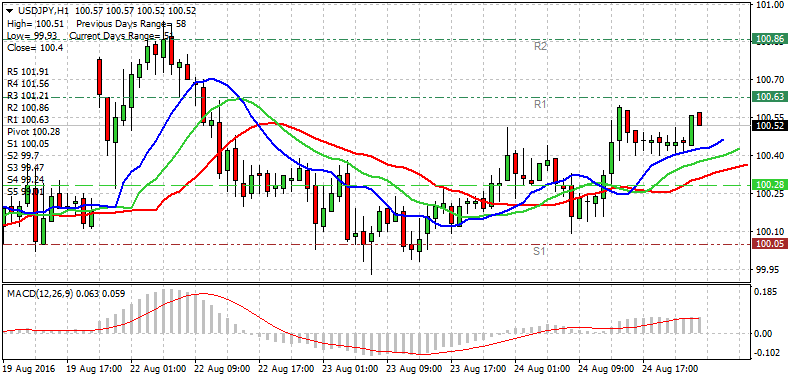 USDJPY,H1 100.57 100.57 100.52 100.52
High= 100.51 Previous Days Range= 58
Low= 99.93 Current Days Range=
Close= 100.4
R5 101.91
R4 101.56
R3 101.21
R2 100.86
R1 100.63
Pivot 100.28
S1 100.05
S2 99.7
S3 99.47
S4 99.24
S5
R2
R1
S1
101.00
100.86
100.70
100.63
100.55
100.52
100.40
100.28
100.25
100.10
100.05
99.95
MACD(12,26,9) 0.063 0.059
0.185
0.00
-0.102
19 Aug 2016
19 Aug 17:00
22 Aug 01:00
22 Aug 09:00
22 Aug 17:00
23 Aug 01:00
23 Aug 09:00
23 Aug 17:00
24 Aug 01:00
24 Aug 09:00
24 Aug 17:00